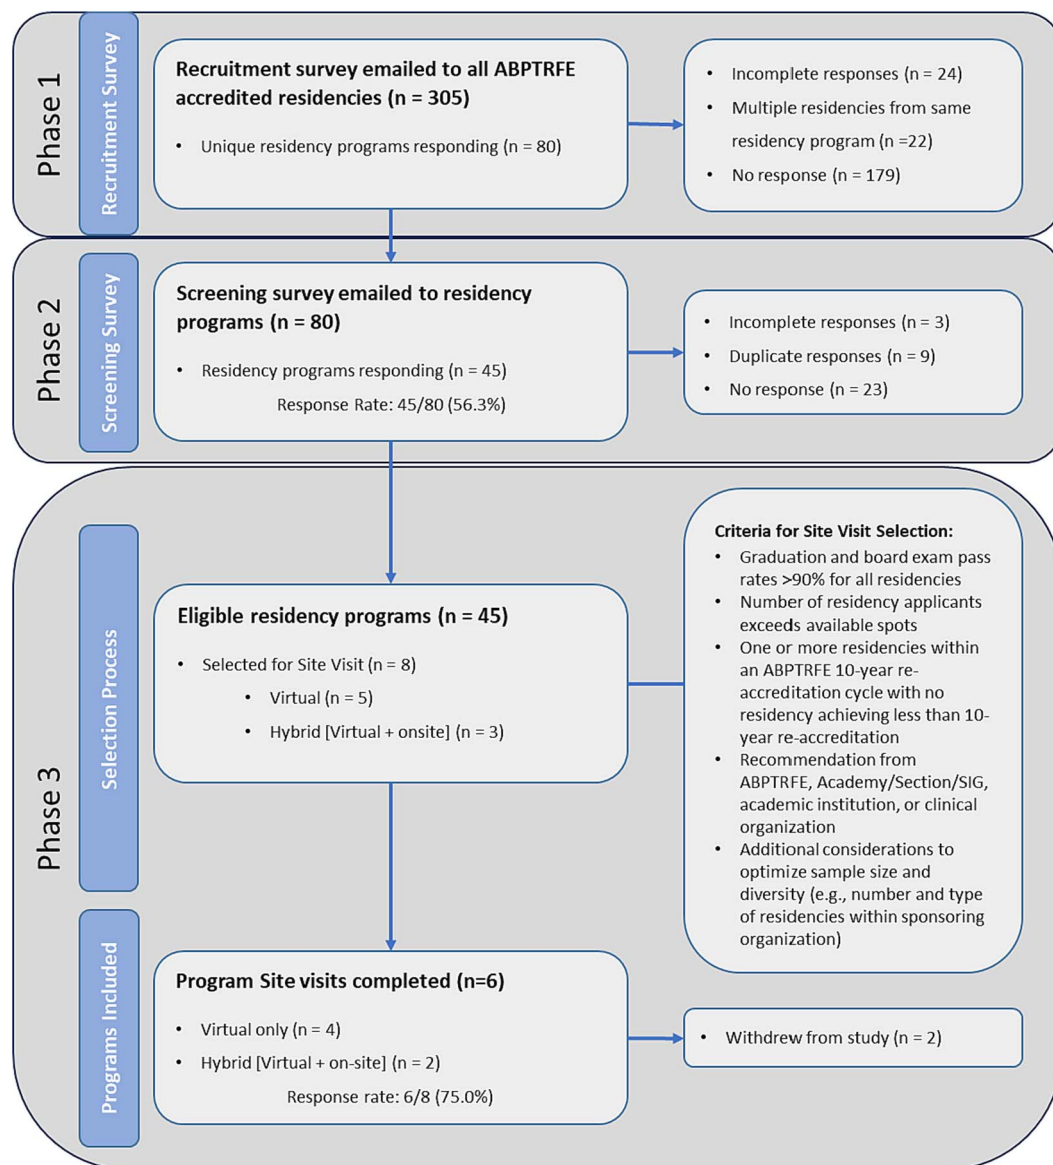 Phase 1
Recruitment Survey
Recruitment survey emailed to all ABPTRFE
accredited residencies (n = 305)
• Unique residency programs responding (n = 80)
• Incomplete responses (n = 24)
• Multiple residencies from same
residency program (n =22)
• No response (n = 179)
Phase 2
Screening Survey
Screening survey emailed to residency
programs (n = 80)
• Residency programs responding (n = 45)
Response Rate: 45/80 (56.3%)
• Incomplete responses (n = 3)
• Duplicate responses (n = 9)
• No response (n = 23)
Phase 3
Selection Process
Eligible residency programs (n = 45)
• Selected for Site Visit (n = 8)
• Virtual (n = 5)
• Hybrid [Virtual + onsite] (n = 3)
Criteria for Site Visit Selection:
• Graduation and board exam pass
rates >90% for all residencies
• Number of residency applicants
exceeds available spots
• One or more residencies within
an ABPTRFE 10-year re-
accreditation cycle with no
residency achieving less than 10-
year re-accreditation
• Recommendation from
ABPTRFE, Academy/Section/SIG,
academic institution, or clinical
organization
• Additional considerations to
optimize sample size and
diversity (e.g., number and type
of residencies within sponsoring
organization)
Programs Included
Program Site visits completed (n=6)
• Virtual only (n = 4)
• Hybrid [Virtual + on-site] (n = 2)
Response rate: 6/8 (75.0%)
• Withdrew from study (n = 2)